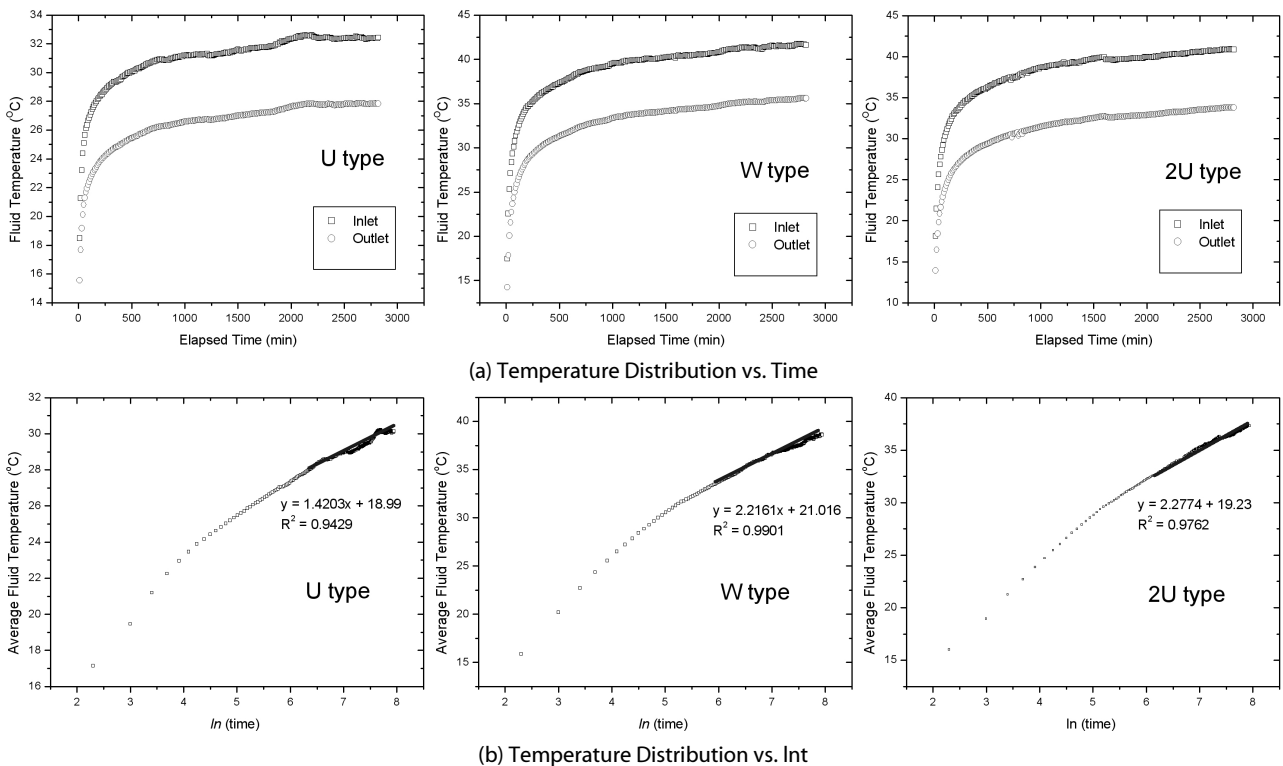 34
32
30
28
26
24
22
20
18
16
14
Fluid Temperature (°C)
U type
Inlet
Outlet
0 500 1000 1500 2000 2500 3000
Elapsed Time (min)
45
40
35
30
25
20
15
Fluid Temperature (°C)
W type
Inlet
Outlet
0 500 1000 1500 2000 2500 3000
Elapsed Time (min)
45
40
35
30
25
20
15
10
Fluid Temperature (°C)
2U type
Inlet
Outlet
0 500 1000 1500 2000 2500 3000
Elapsed Time (min)
(a) Temperature Distribution vs. Time
32
30
28
26
24
22
20
18
16
Average Fluid Temperature (°C)
y = 1.4203x + 18.99
R² = 0.9429
U type
2 3 4 5 6 7 8
ln (time)
40
35
30
25
20
15
Average Fluid Temperature (°C)
y = 2.2161x + 21.016
R² = 0.9901
W type
2 3 4 5 6 7 8
ln (time)
40
35
30
25
20
15
Average Fluid Temperature (°C)
y = 2.2774 + 19.23
R² = 0.9762
2U type
2 3 4 5 6 7 8
ln (time)
(b) Temperature Distribution vs. lnt